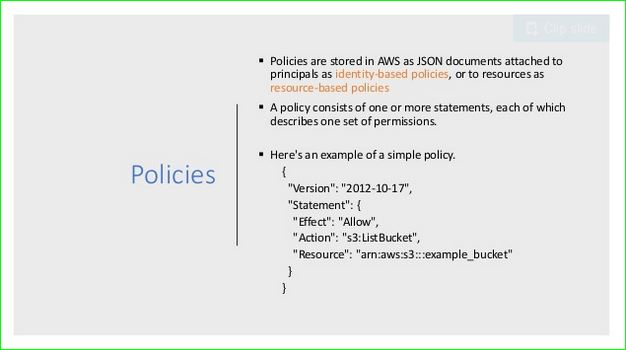 Clip slide
Policies are stored in AWS as JSON documents attached to
principals as identity-based policies, or to resources as
resource-based policies
A policy consists of one or more statements, each of which
describes one set of permissions.
Here's an example of a simple policy.
{
"Version": "2012-10-17",
"Statement": {
"Effect": "Allow",
"Action": "s3:ListBucket",
"Resource": "arn:aws:s3:::example_bucket"
}
}
Policies